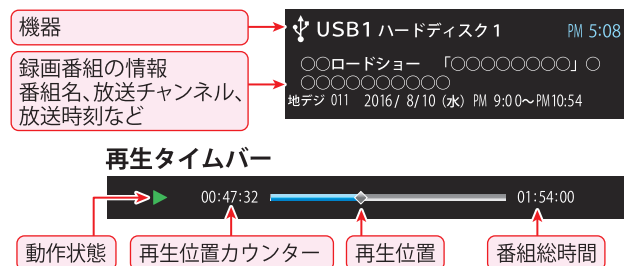 機器
USB1 ハードディスク1 PM 5:08
録画番組の情報
番組名、放送チャンネル、
放送時刻など
○○ロードショー 「○○○○○○○○」○
○○○○○○○○○○
地デジ 011 2016/ 8/10 (水) PM 9:00~PM10:54
再生タイムバー
00:47:32 01:54:00
動作状態 再生位置カウンター 再生位置 番組総時間